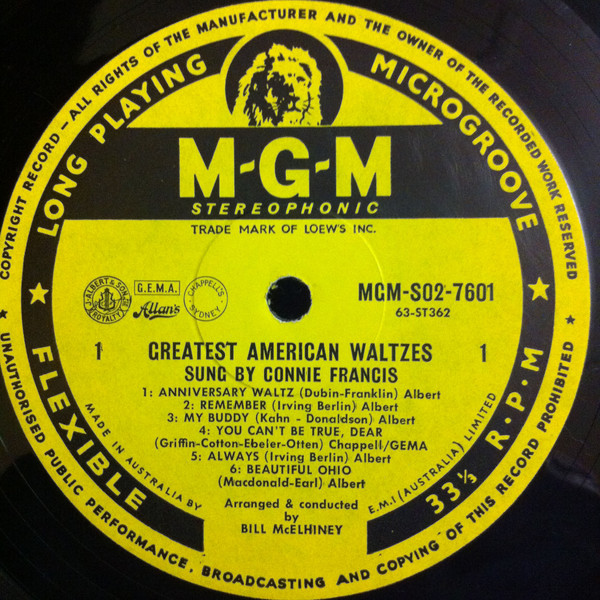 COPYRIGHT RECORD — ALL RIGHTS OF THE MANUFACTURER AND THE OWNER OF THE RECORDED WORK RESERVED
★ UNAUTHORISED PUBLIC PERFORMANCE, BROADCASTING AND COPYING OF THIS RECORD PROHIBITED ★
LONG PLAYING
MICROGROOVE
M-G-M
STEREOPHONIC
TRADE MARK OF LOEW'S INC.
J. ALBERT & SON
ROYALTY
G.E.M.A.
Allan's
CHAPPELL'S
SYDNEY
MGM-S02-7601
63-ST362
1 GREATEST AMERICAN WALTZES 1
SUNG BY CONNIE FRANCIS
1: ANNIVERSARY WALTZ (Dubin-Franklin) Albert
2: REMEMBER (Irving Berlin) Albert
3: MY BUDDY (Kahn - Donaldson) Albert
4: YOU CAN'T BE TRUE, DEAR
(Griffin-Cotton-Ebeler-Otten) Chappell/GEMA
5: ALWAYS (Irving Berlin) Albert
6: BEAUTIFUL OHIO
(Macdonald-Earl) Albert
Arranged & conducted
by
BILL McELHINEY
MADE IN AUSTRALIA BY
E.M.I (AUSTRALIA) LIMITED
★ FLEXIBLE
33⅓ R·P·M ★